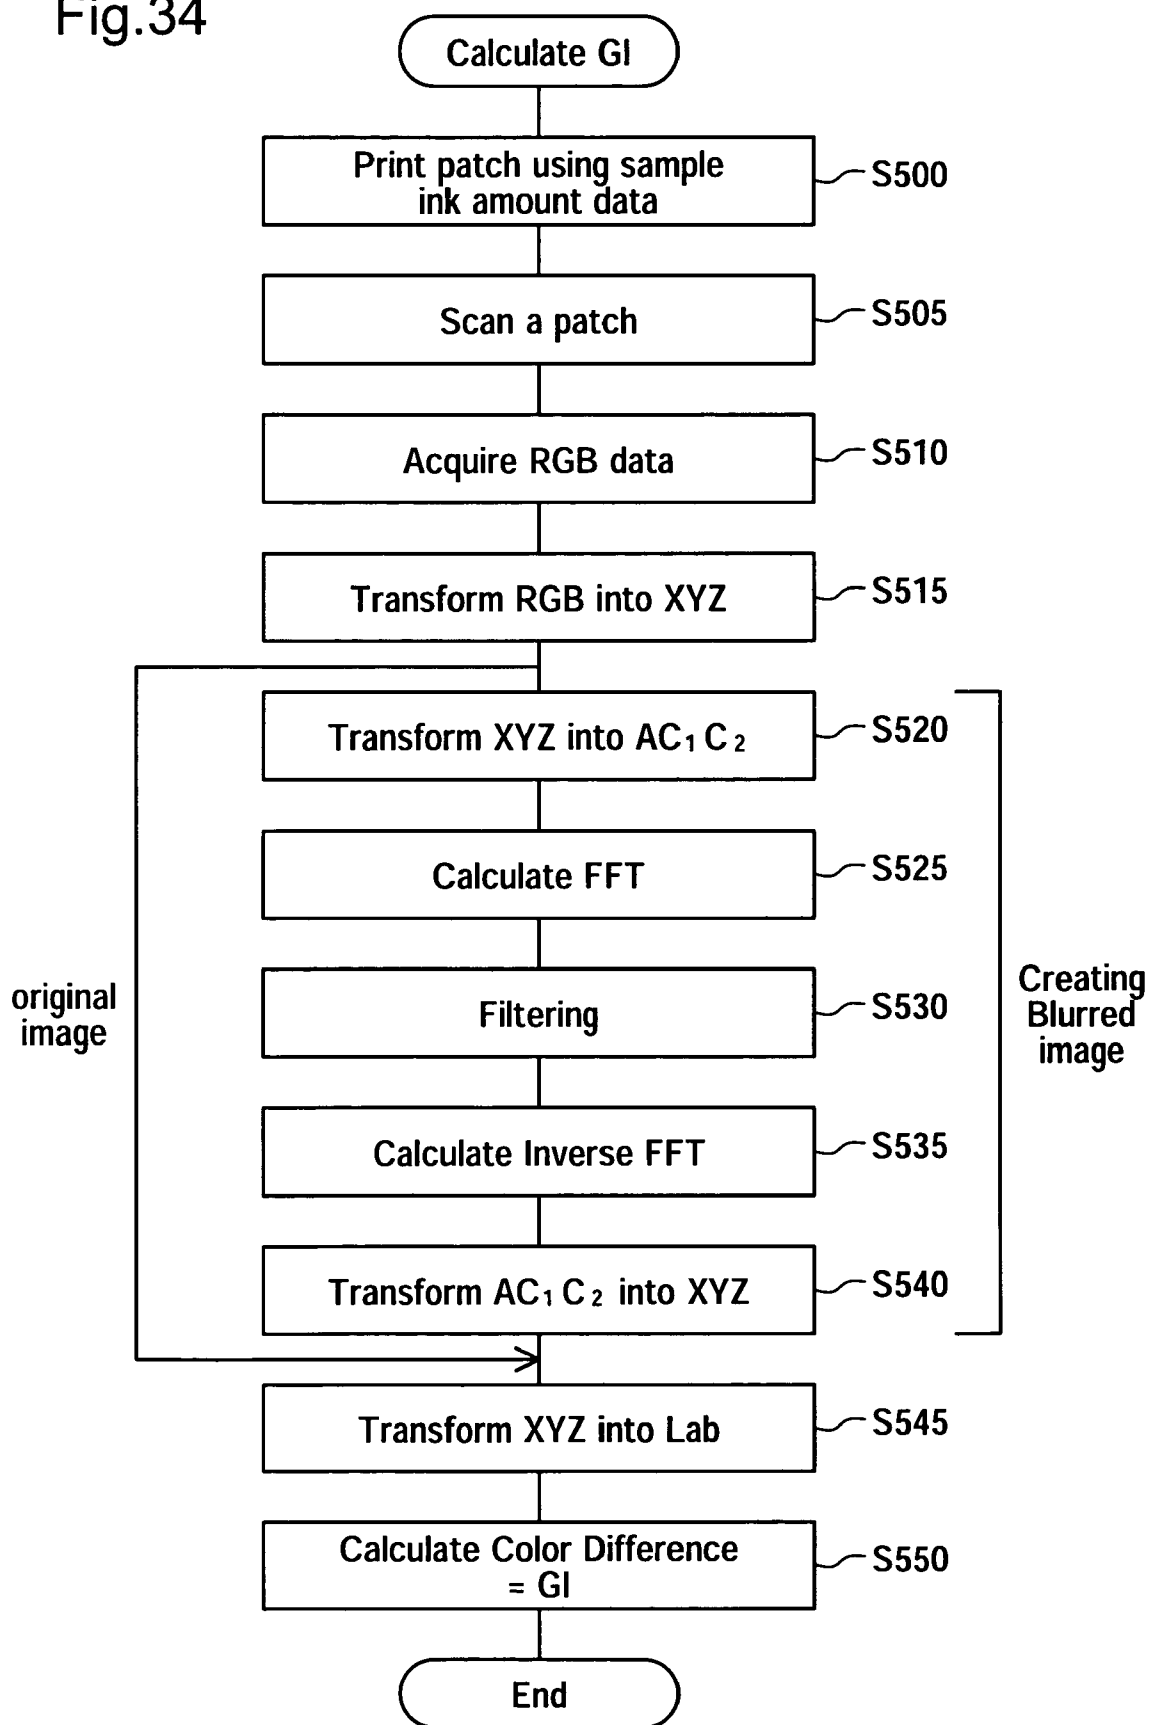 Fig.34
Calculate GI
Print patch using sample
ink amount data
S500
Scan a patch
S505
Acquire RGB data
S510
Transform RGB into XYZ
S515
Transform XYZ into AC₁C₂
S520
Calculate FFT
S525
original
image
Filtering
S530
Creating
Blurred
image
Calculate Inverse FFT
S535
Transform AC₁C₂ into XYZ
S540
Transform XYZ into Lab
S545
Calculate Color Difference
= GI
S550
End